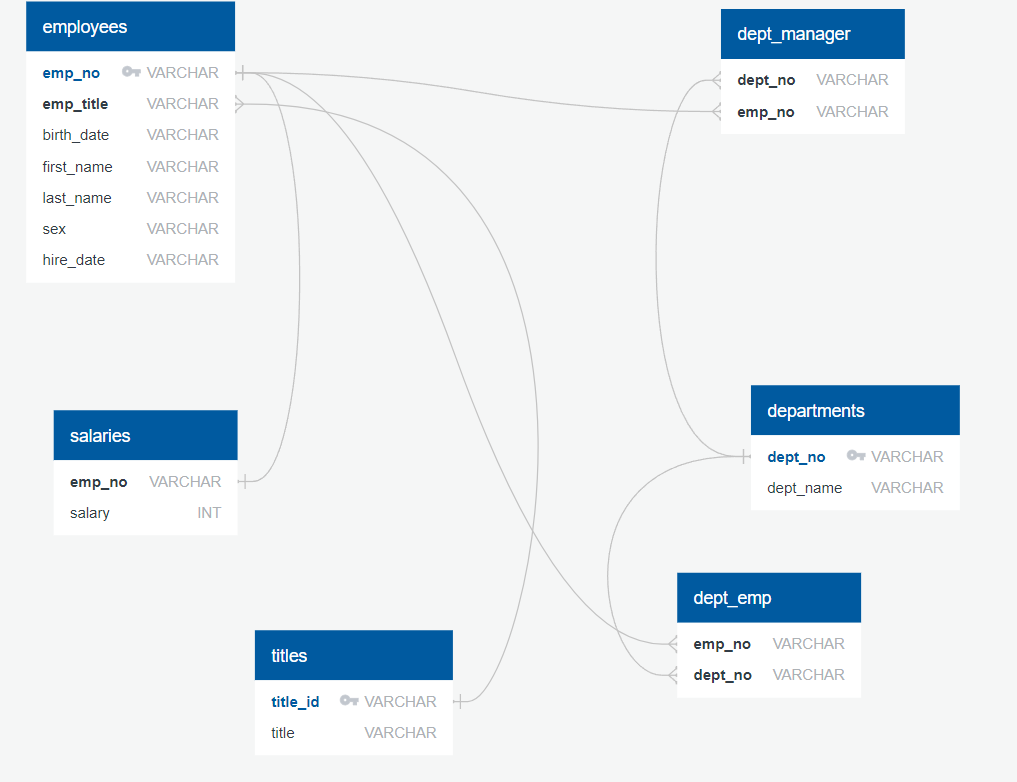 employees
emp_no VARCHAR
emp_title VARCHAR
birth_date VARCHAR
first_name VARCHAR
last_name VARCHAR
sex VARCHAR
hire_date VARCHAR
dept_manager
dept_no VARCHAR
emp_no VARCHAR
salaries
emp_no VARCHAR
salary INT
departments
dept_no VARCHAR
dept_name VARCHAR
titles
title_id VARCHAR
title VARCHAR
dept_emp
emp_no VARCHAR
dept_no VARCHAR